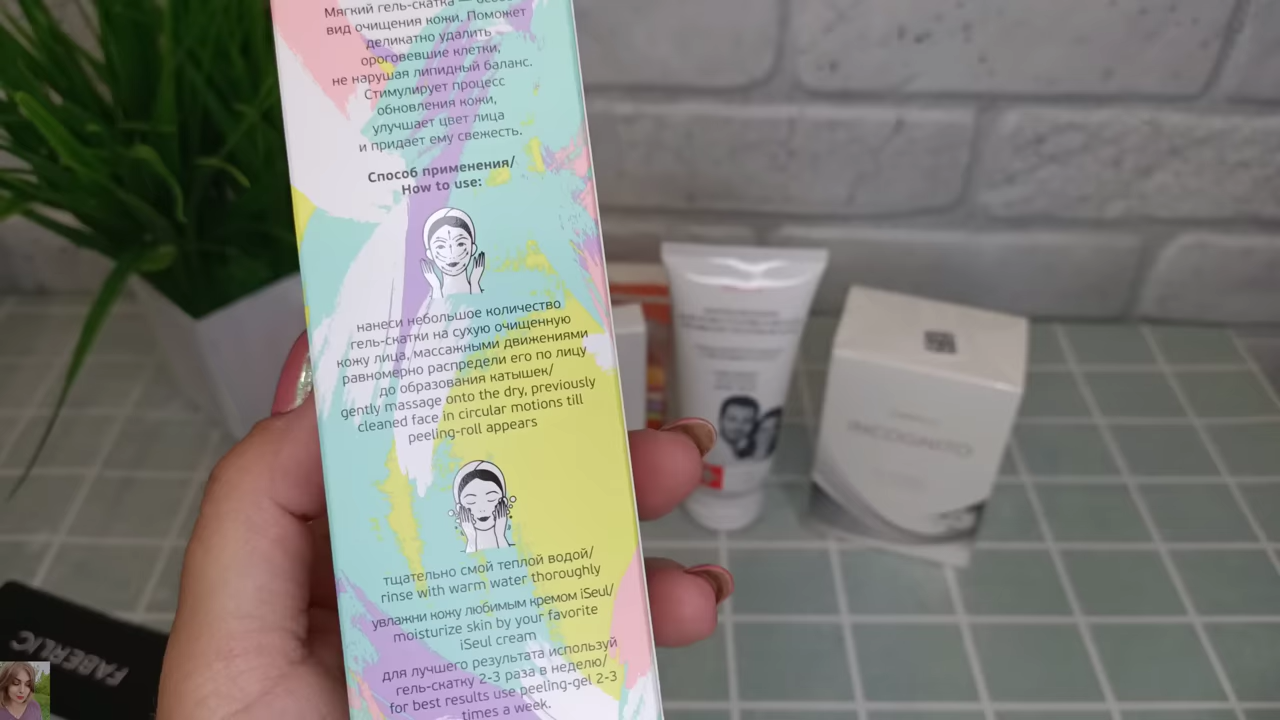 Мягкий гель-скатка —
вид очищения кожи. Поможет
деликатно удалить
ороговевшие клетки,
не нарушая липидный баланс.
Стимулирует процесс
обновления кожи,
улучшает цвет лица
и придает ему свежесть.
Способ применения/
How to use:
нанеси небольшое количество
гель-скатки на сухую очищенную
кожу лица, массажными движениями
равномерно распредели его по лицу
до образования катышек/
gently massage onto the dry, previously
cleaned face in circular motions till
peeling-roll appears
тщательно смой теплой водой/
rinse with warm water thoroughly
увлажни кожу любимым кремом iSeul/
moisturize skin by your favorite
iSeul cream
для лучшего результата используй
гель-скатку 2-3 раза в неделю/
for best results use peeling-gel 2-3
times a week.
FABERLIC